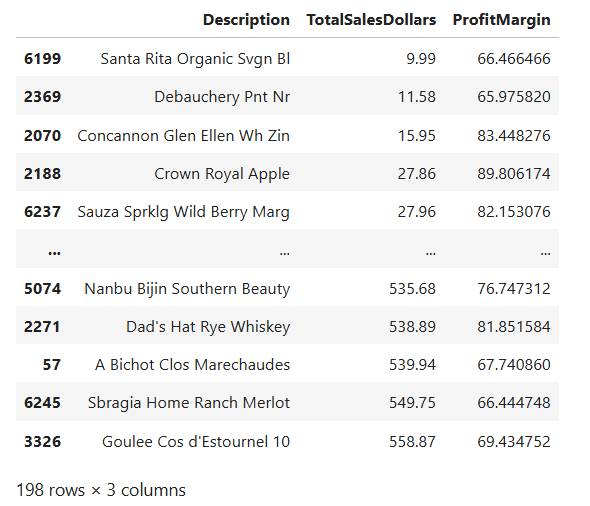 Description TotalSalesDollars ProfitMargin
6199 Santa Rita Organic Svgn Bl 9.99 66.466466
2369 Debauchery Pnt Nr 11.58 65.975820
2070 Concannon Glen Ellen Wh Zin 15.95 83.448276
2188 Crown Royal Apple 27.86 89.806174
6237 Sauza Sprklg Wild Berry Marg 27.96 82.153076
... ... ... ...
5074 Nanbu Bijin Southern Beauty 535.68 76.747312
2271 Dad's Hat Rye Whiskey 538.89 81.851584
57 A Bichot Clos Marechaudes 539.94 67.740860
6245 Sbragia Home Ranch Merlot 549.75 66.444748
3326 Goulee Cos d'Estournel 10 558.87 69.434752
198 rows × 3 columns